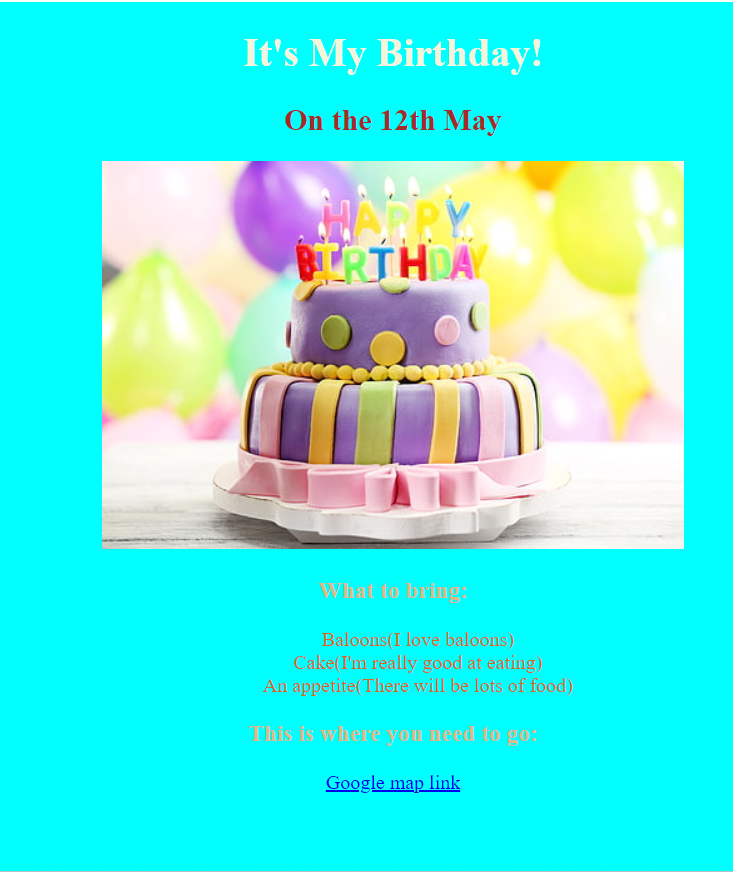 It's My Birthday!
On the 12th May
HAPPY
BIRTHDAY
What to bring:
Baloons(I love baloons)
Cake(I'm really good at eating)
An appetite(There will be lots of food)
This is where you need to go:
Google map link